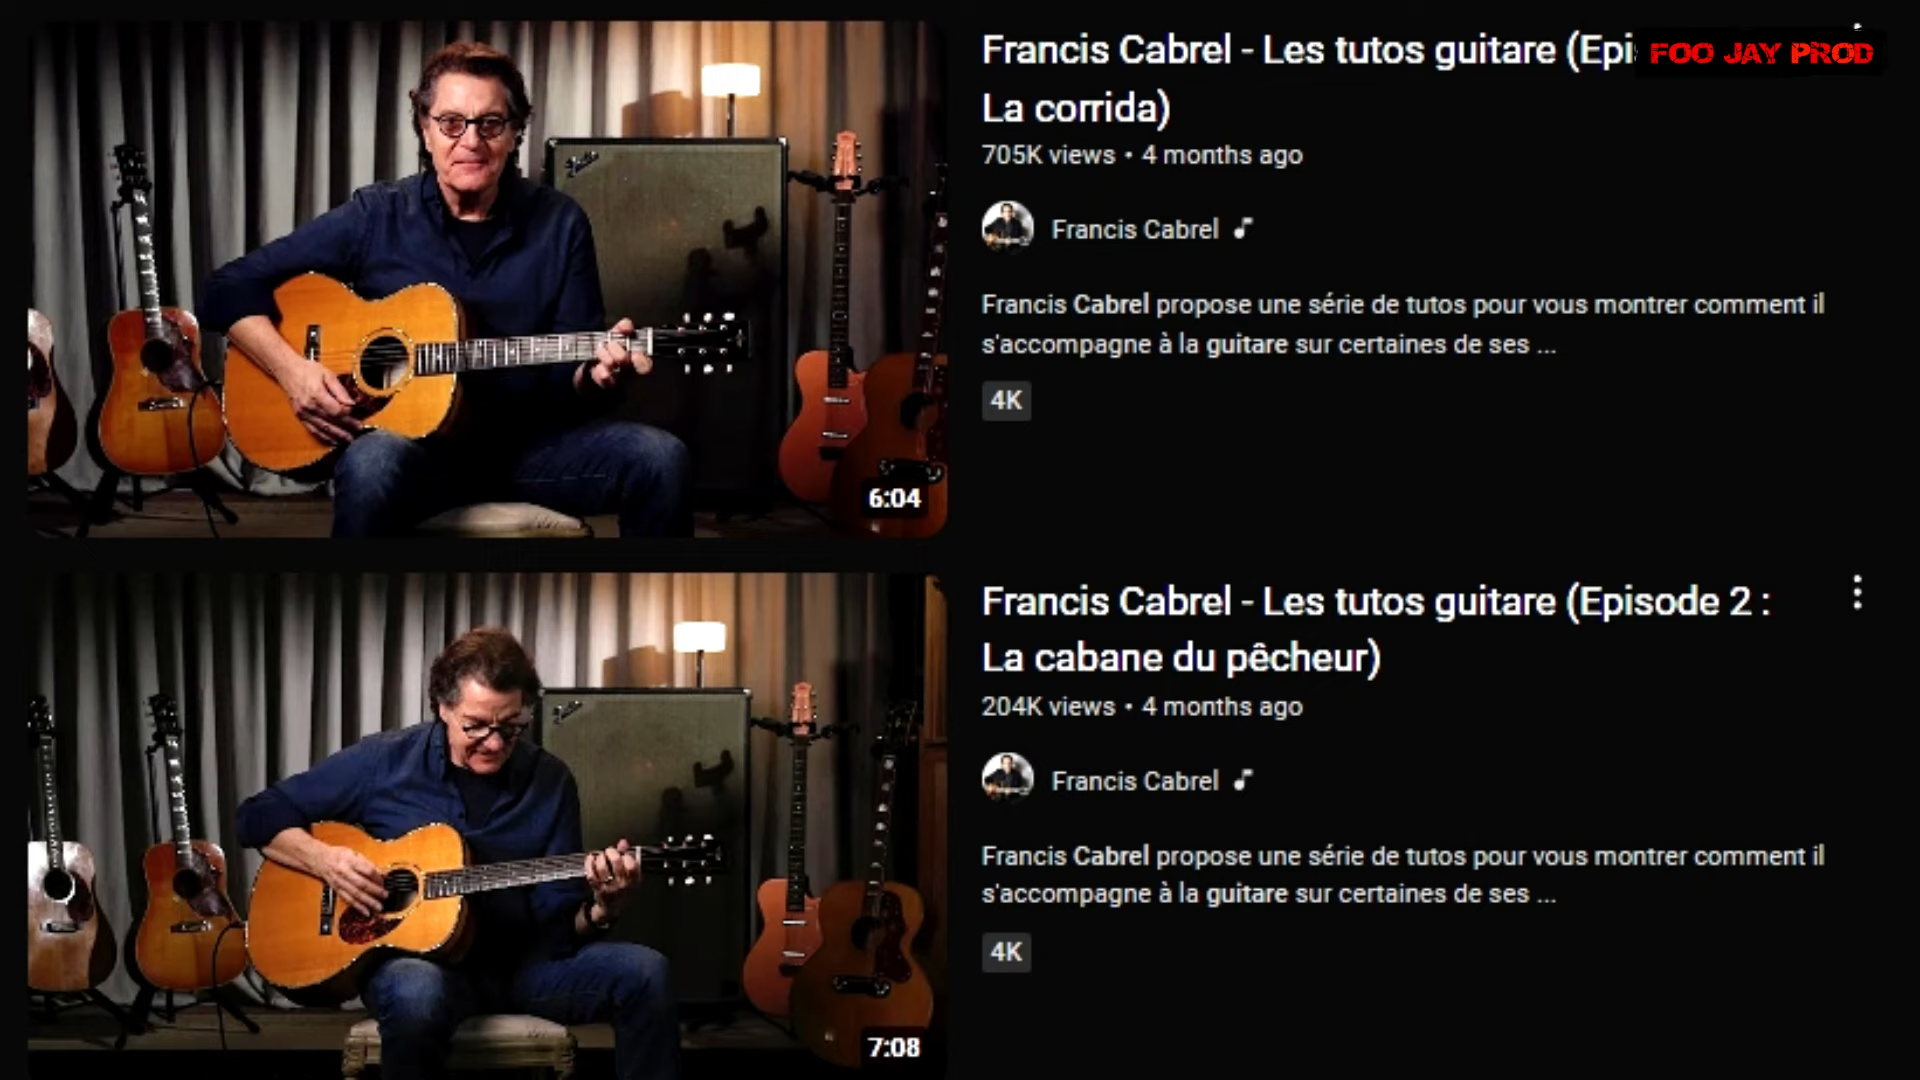 Francis Cabrel - Les tutos guitare (Epi
FOO JAY PROD
La corrida)
705K views • 4 months ago
Francis Cabrel
Francis Cabrel propose une série de tutos pour vous montrer comment il
s'accompagne à la guitare sur certaines de ses ...
4K
6:04
Francis Cabrel - Les tutos guitare (Episode 2 :
La cabane du pêcheur)
204K views • 4 months ago
Francis Cabrel
Francis Cabrel propose une série de tutos pour vous montrer comment il
s'accompagne à la guitare sur certaines de ses ...
4K
7:08
Fender
Fender